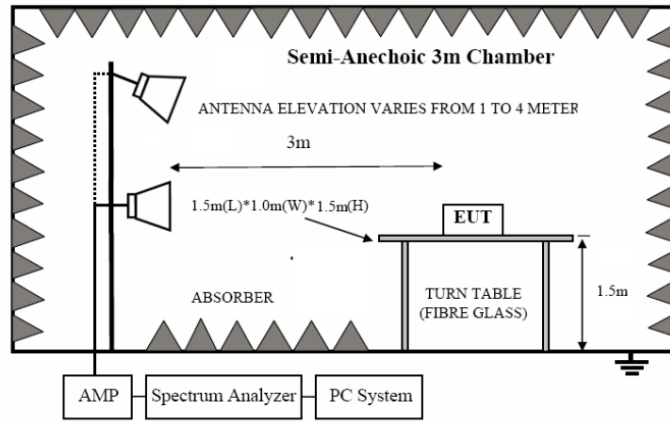 Semi-Anechoic 3m Chamber
ANTENNA ELEVATION VARIES FROM 1 TO 4 METER
3m
1.5m(L)*1.0m(W)*1.5m(H)
EUT
ABSORBER
TURN TABLE
(FIBRE GLASS)
1.5m
AMP
Spectrum Analyzer
PC System